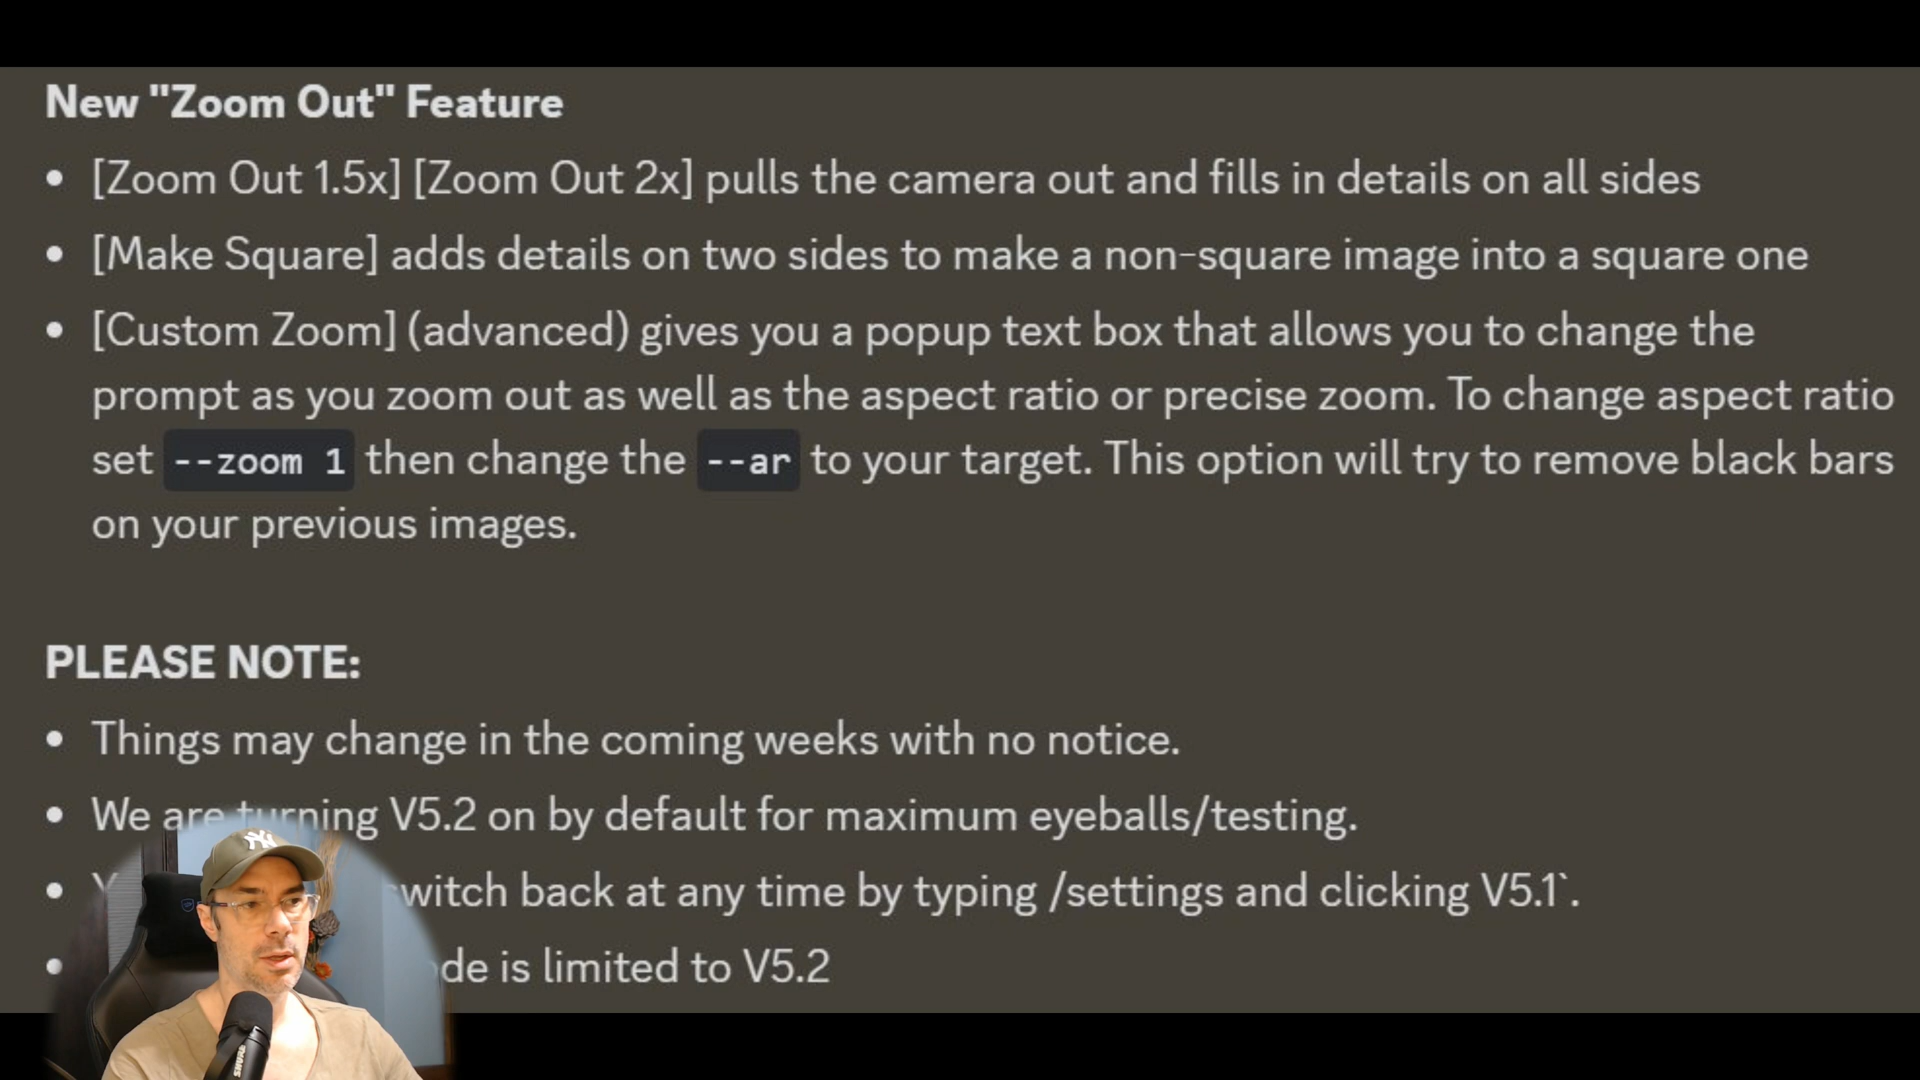 New "Zoom Out" Feature
• [Zoom Out 1.5x] [Zoom Out 2x] pulls the camera out and fills in details on all sides
• [Make Square] adds details on two sides to make a non-square image into a square one
• [Custom Zoom] (advanced) gives you a popup text box that allows you to change the
prompt as you zoom out as well as the aspect ratio or precise zoom. To change aspect ratio
set --zoom 1 then change the --ar to your target. This option will try to remove black bars
on your previous images.
PLEASE NOTE:
• Things may change in the coming weeks with no notice.
• We are turning V5.2 on by default for maximum eyeballs/testing.
• switch back at any time by typing /settings and clicking V5.1`.
• is limited to V5.2
NY
SHURE